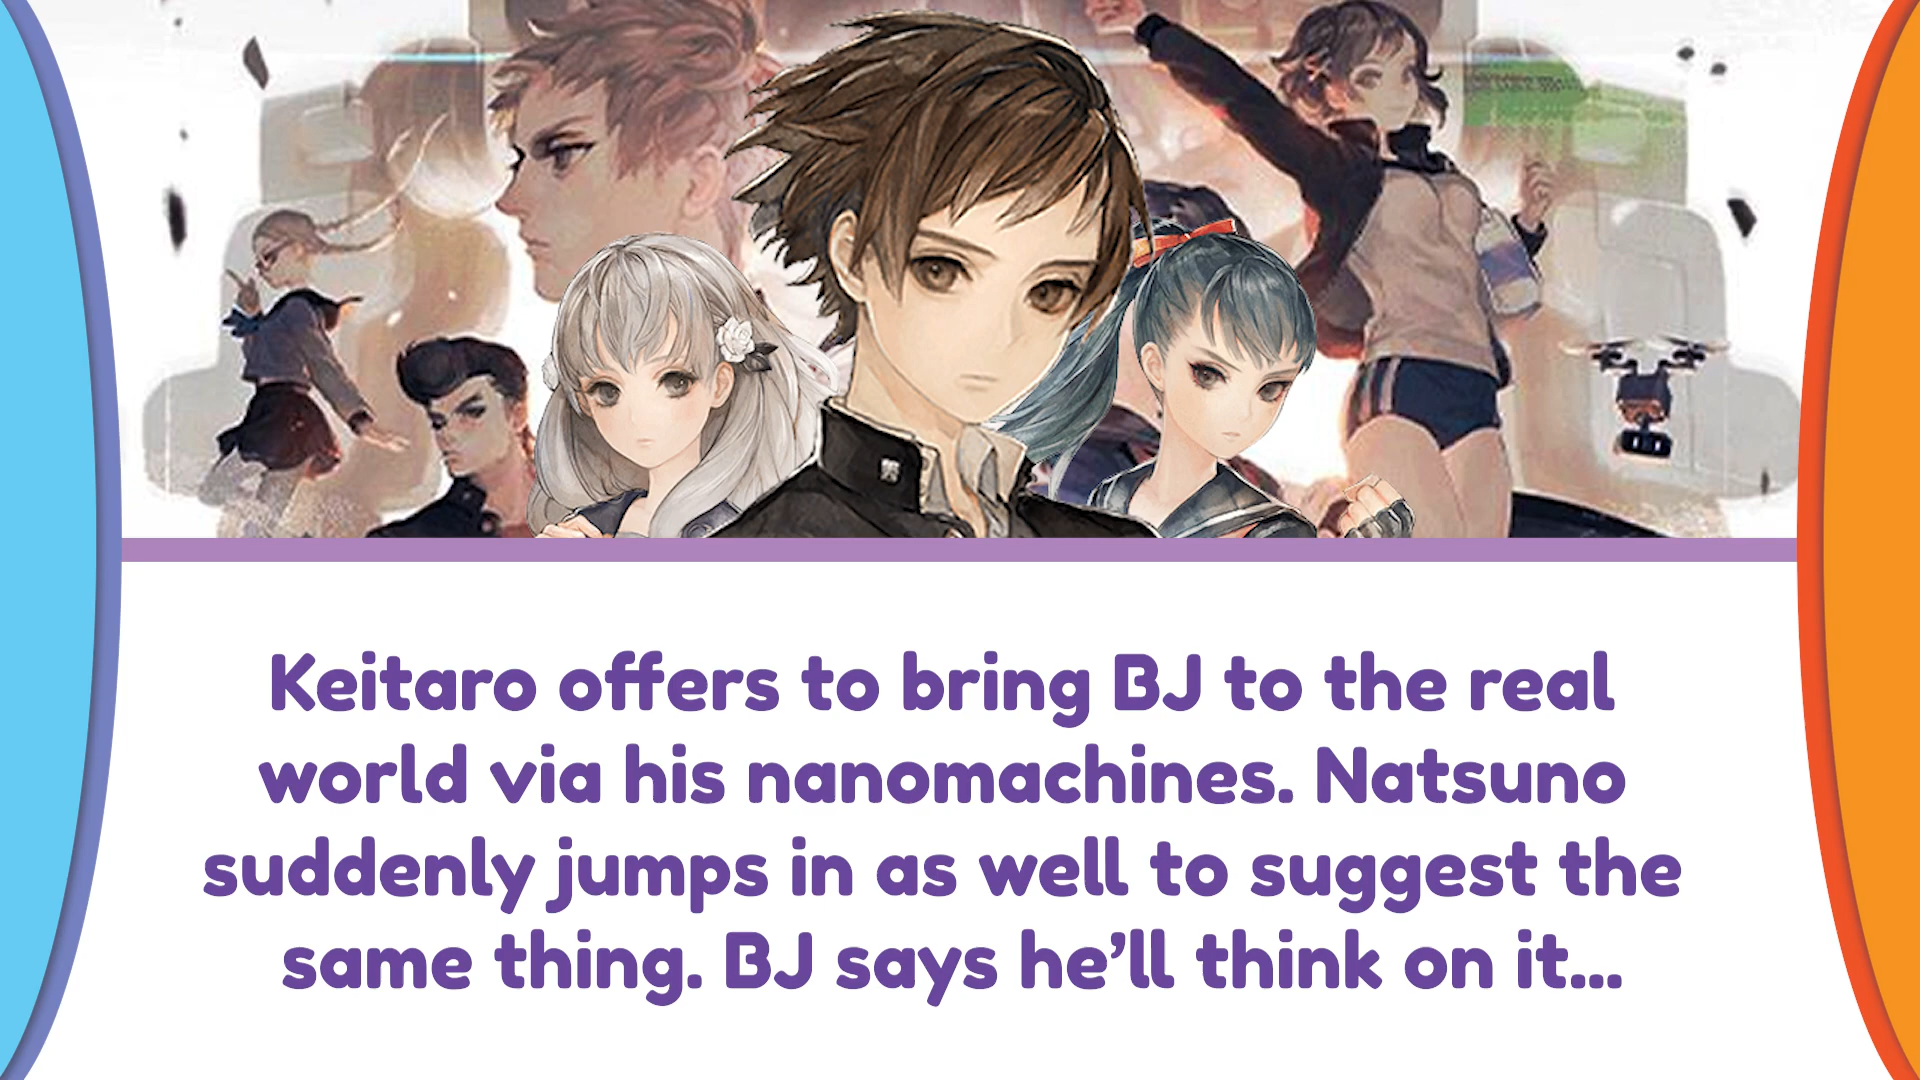 Keitaro offers to bring BJ to the real
world via his nanomachines. Natsuno
suddenly jumps in as well to suggest the
same thing. BJ says he’ll think on it...